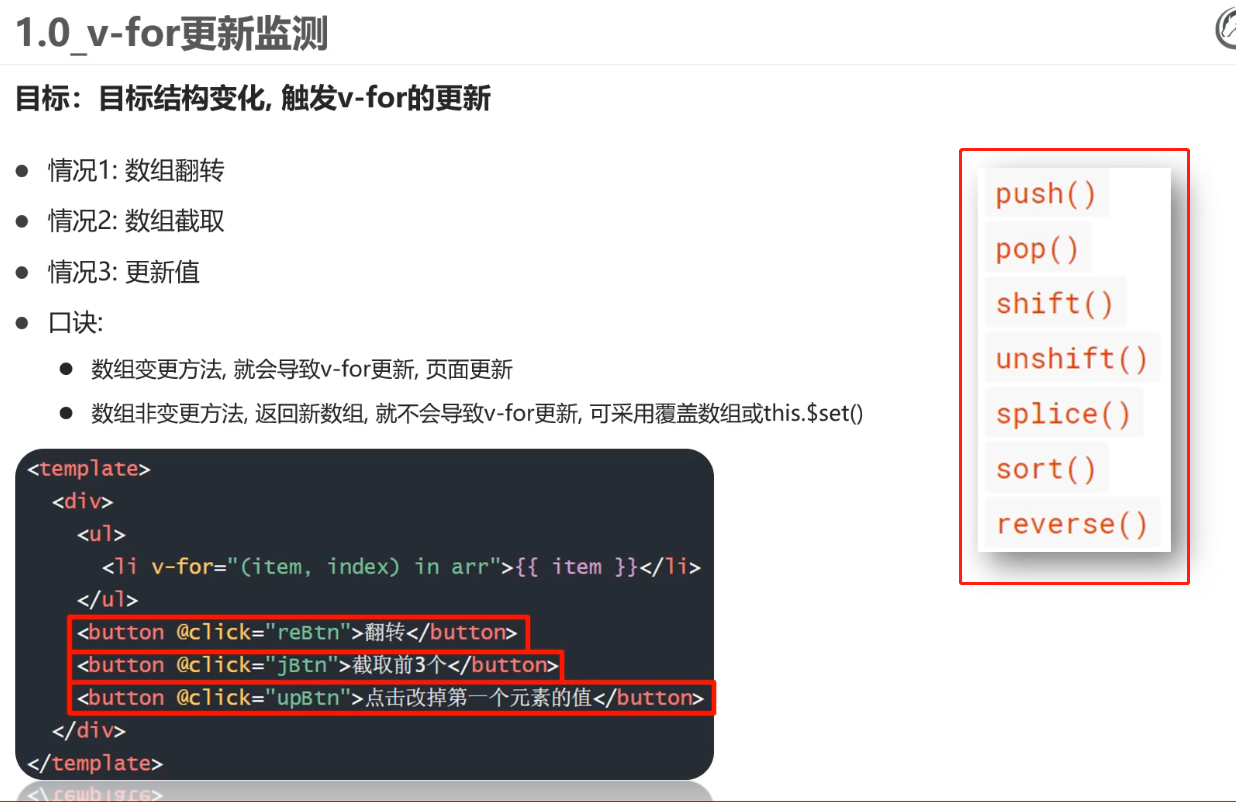 1.0_v-for更新监测
目标：目标结构变化, 触发v-for的更新
情况1: 数组翻转
情况2: 数组截取
情况3: 更新值
口诀:
数组变更方法, 就会导致v-for更新, 页面更新
数组非变更方法, 返回新数组, 就不会导致v-for更新, 可采用覆盖数组或this.$set()
push()
pop()
shift()
unshift()
splice()
sort()
reverse()
<template>
<div>
<ul>
<li v-for="(item, index) in arr">{{ item }}</li>
</ul>
<button @click="reBtn">翻转</button>
<button @click="jBtn">截取前3个</button>
<button @click="upBtn">点击改掉第一个元素的值</button>
</div>
</template>